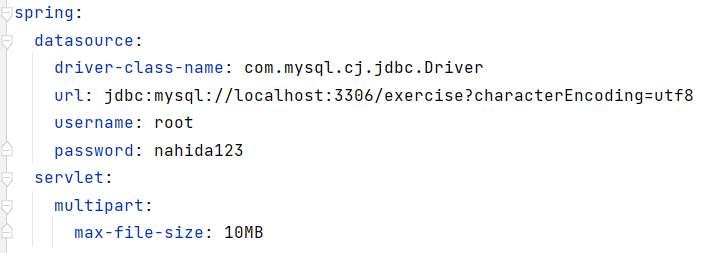 spring:
  datasource:
    driver-class-name: com.mysql.cj.jdbc.Driver
    url: jdbc:mysql://localhost:3306/exercise?characterEncoding=utf8
    username: root
    password: nahida123
  servlet:
    multipart:
      max-file-size: 10MB